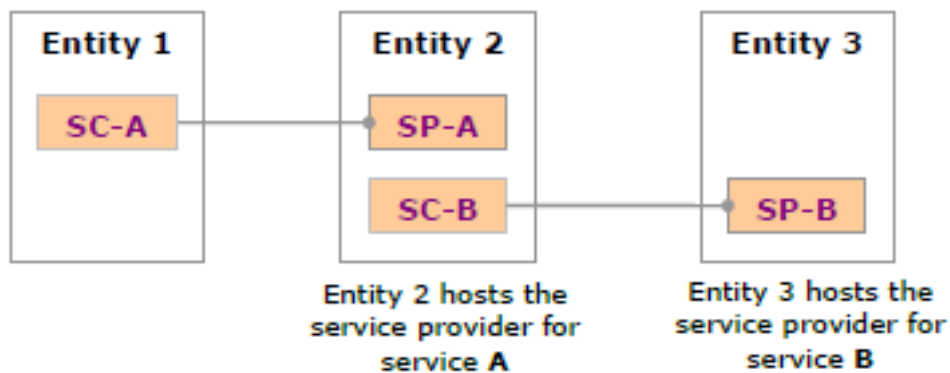 Entity 1
Entity 2
Entity 3
SC-A
SP-A
SC-B
SP-B
Entity 2 hosts the
service provider for
service A
Entity 3 hosts the
service provider for
service B